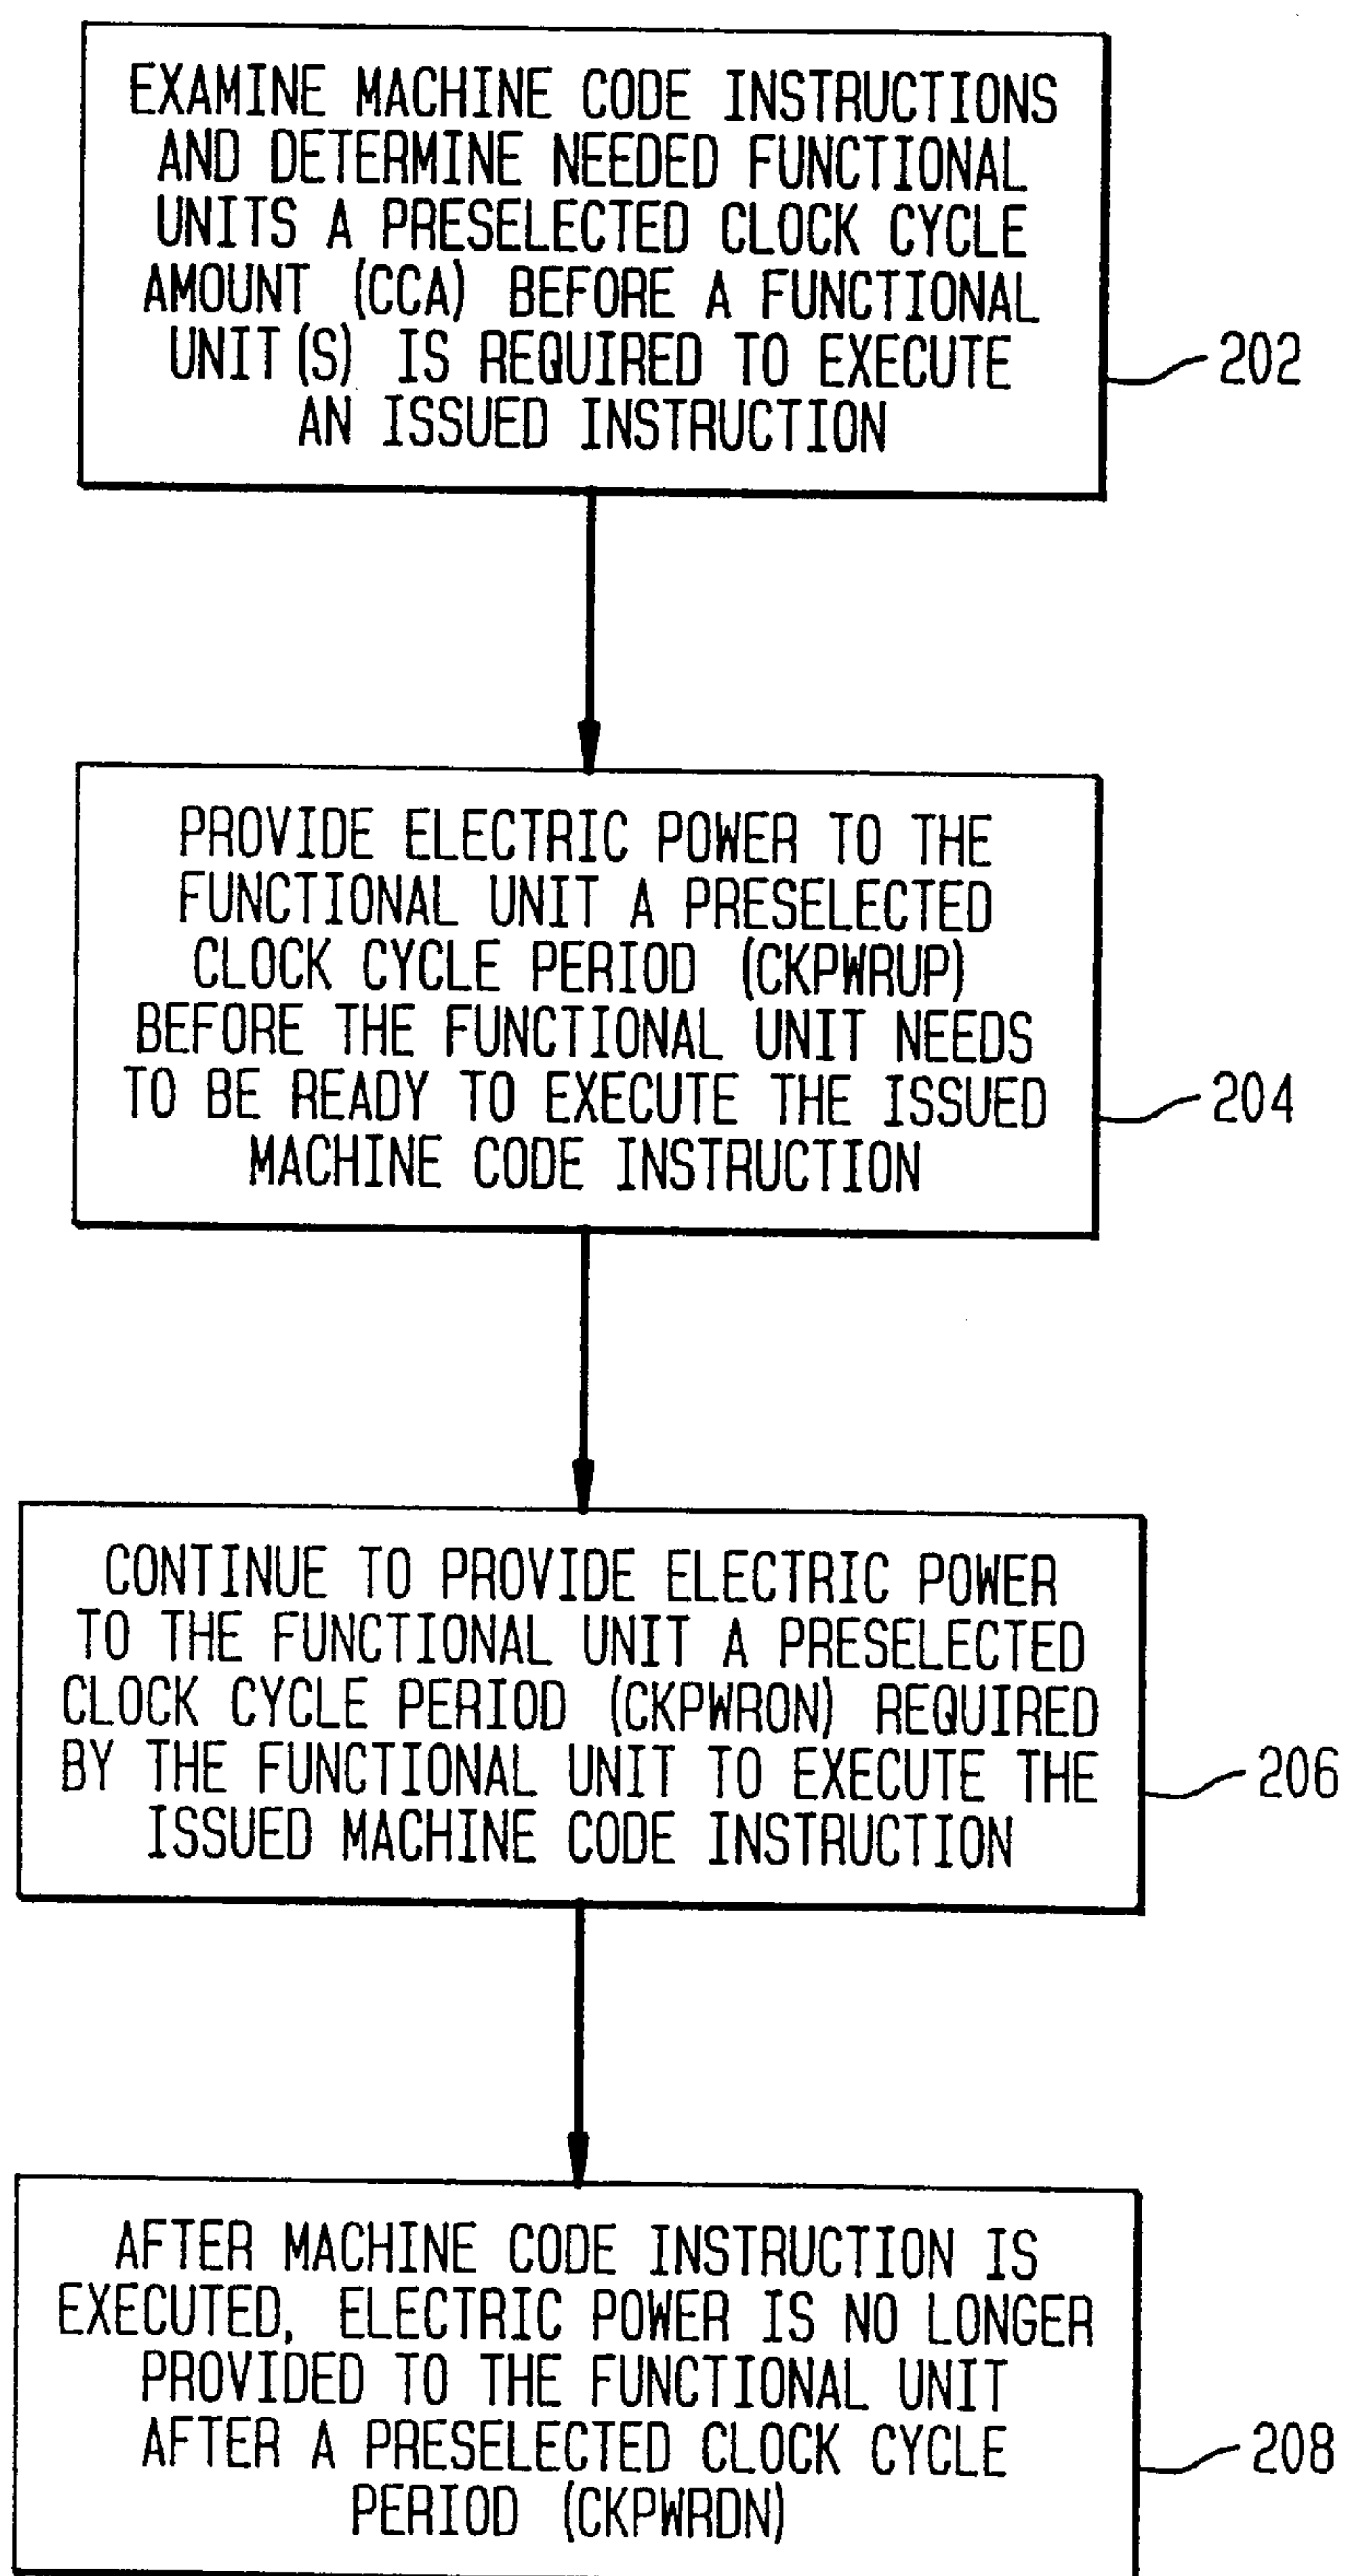 EXAMINE MACHINE CODE INSTRUCTIONS
AND DETERMINE NEEDED FUNCTIONAL
UNITS A PRESELECTED CLOCK CYCLE
AMOUNT (CCA) BEFORE A FUNCTIONAL
UNIT(S) IS REQUIRED TO EXECUTE
AN ISSUED INSTRUCTION
202
PROVIDE ELECTRIC POWER TO THE
FUNCTIONAL UNIT A PRESELECTED
CLOCK CYCLE PERIOD (CKPWRUP)
BEFORE THE FUNCTIONAL UNIT NEEDS
TO BE READY TO EXECUTE THE ISSUED
MACHINE CODE INSTRUCTION
204
CONTINUE TO PROVIDE ELECTRIC POWER
TO THE FUNCTIONAL UNIT A PRESELECTED
CLOCK CYCLE PERIOD (CKPWRON) REQUIRED
BY THE FUNCTIONAL UNIT TO EXECUTE THE
ISSUED MACHINE CODE INSTRUCTION
206
AFTER MACHINE CODE INSTRUCTION IS
EXECUTED, ELECTRIC POWER IS NO LONGER
PROVIDED TO THE FUNCTIONAL UNIT
AFTER A PRESELECTED CLOCK CYCLE
PERIOD (CKPWRDN)
208